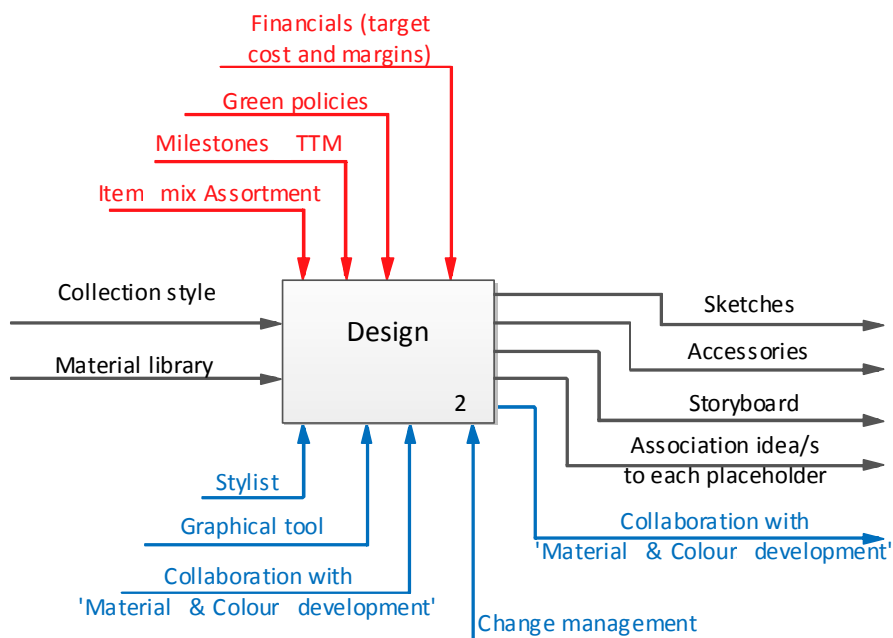 Financials (target
cost and margins)
Green policies
Milestones TTM
Item mix Assortment
Collection style
Material library
Design
2
Sketches
Accessories
Storyboard
Association idea/s
to each placeholder
Collaboration with
'Material & Colour development'
Stylist
Graphical tool
Collaboration with
'Material & Colour development'
Change management